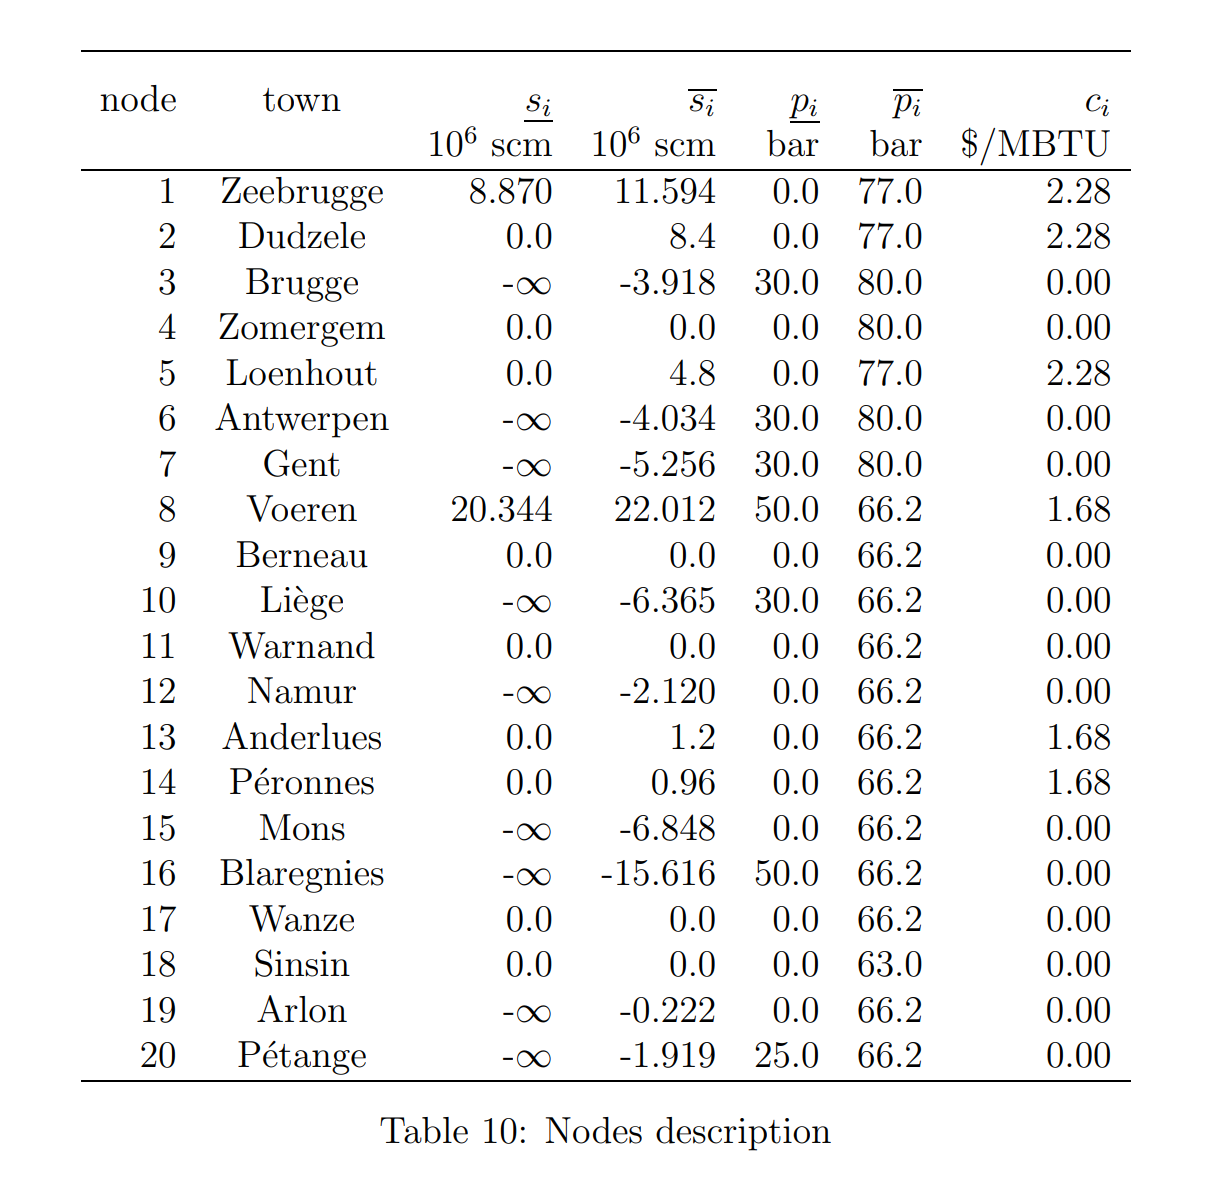 node town s_i s_i p_i p_i c_i
10^6 scm 10^6 scm bar bar $/MBTU
1 Zeebrugge 8.870 11.594 0.0 77.0 2.28
2 Dudzele 0.0 8.4 0.0 77.0 2.28
3 Brugge -∞ -3.918 30.0 80.0 0.00
4 Zomergem 0.0 0.0 0.0 80.0 0.00
5 Loenhout 0.0 4.8 0.0 77.0 2.28
6 Antwerpen -∞ -4.034 30.0 80.0 0.00
7 Gent -∞ -5.256 30.0 80.0 0.00
8 Voeren 20.344 22.012 50.0 66.2 1.68
9 Berneau 0.0 0.0 0.0 66.2 0.00
10 Liège -∞ -6.365 30.0 66.2 0.00
11 Warnand 0.0 0.0 0.0 66.2 0.00
12 Namur -∞ -2.120 0.0 66.2 0.00
13 Anderlues 0.0 1.2 0.0 66.2 1.68
14 Péronnes 0.0 0.96 0.0 66.2 1.68
15 Mons -∞ -6.848 0.0 66.2 0.00
16 Blaregnies -∞ -15.616 50.0 66.2 0.00
17 Wanze 0.0 0.0 0.0 66.2 0.00
18 Sinsin 0.0 0.0 0.0 63.0 0.00
19 Arlon -∞ -0.222 0.0 66.2 0.00
20 Pétange -∞ -1.919 25.0 66.2 0.00
Table 10: Nodes description